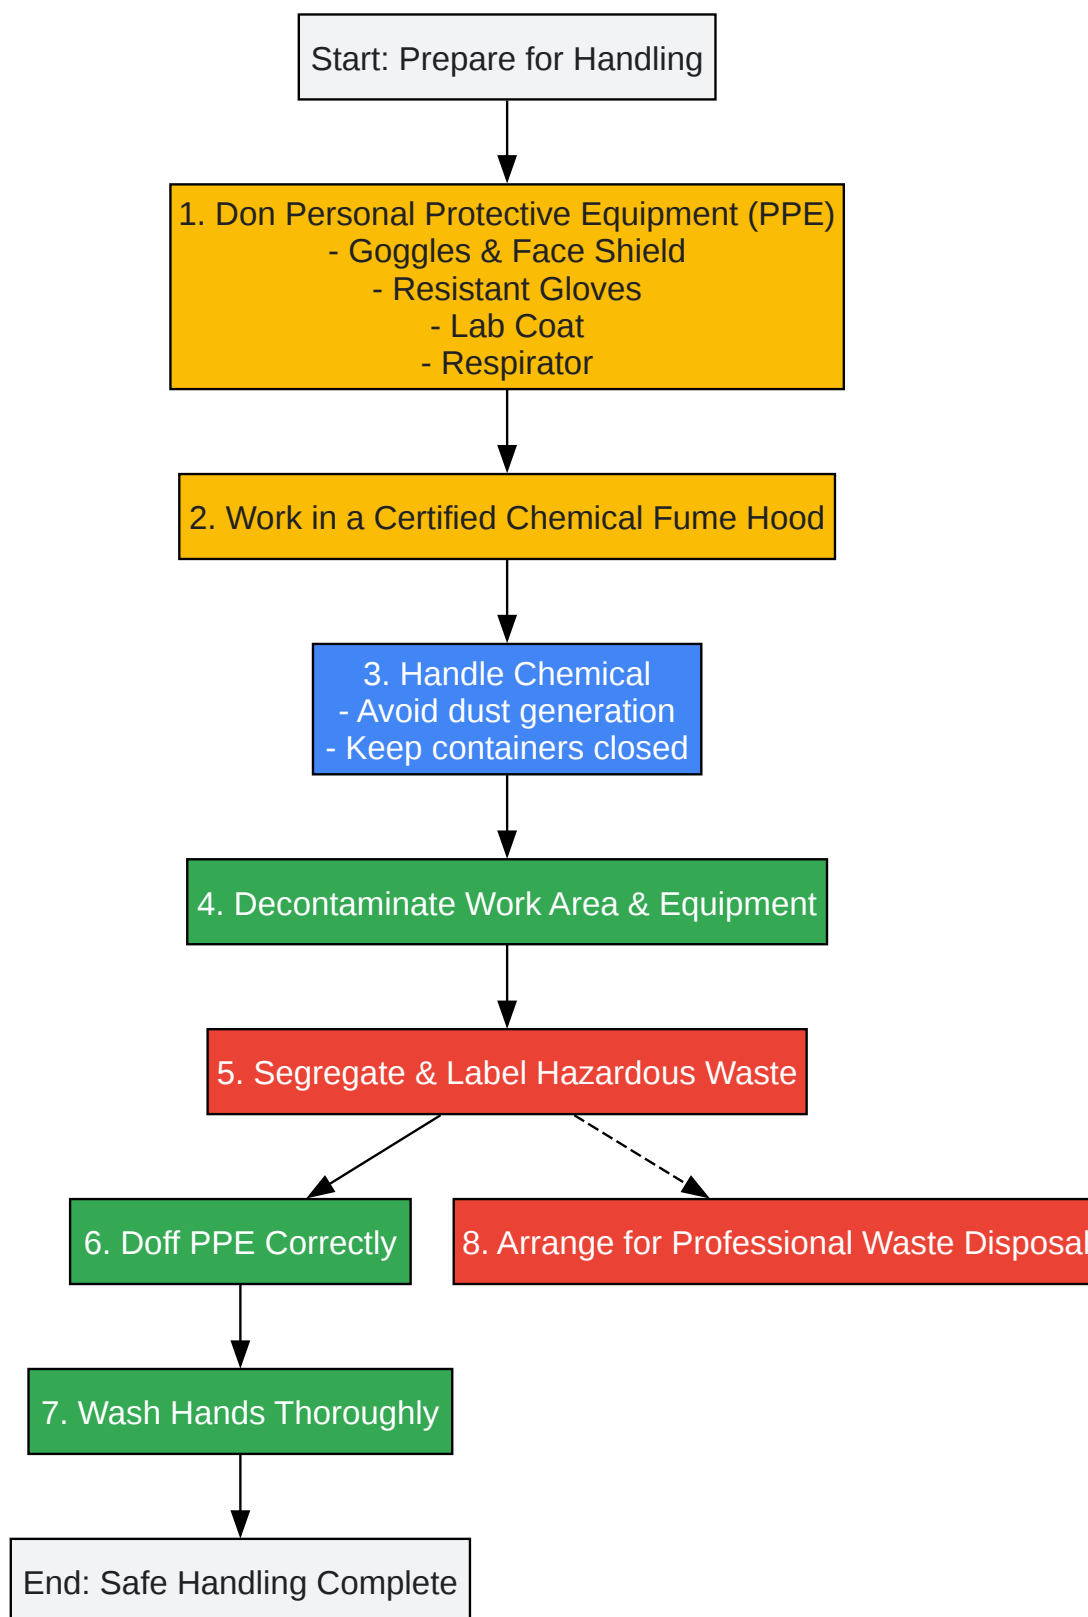 Start: Prepare for Handling
1. Don Personal Protective Equipment (PPE)
- Goggles & Face Shield
- Resistant Gloves
- Lab Coat
- Respirator
2. Work in a Certified Chemical Fume Hood
3. Handle Chemical
- Avoid dust generation
- Keep containers closed
4. Decontaminate Work Area & Equipment
5. Segregate & Label Hazardous Waste
6. Doff PPE Correctly
8. Arrange for Professional Waste Disposal
7. Wash Hands Thoroughly
End: Safe Handling Complete